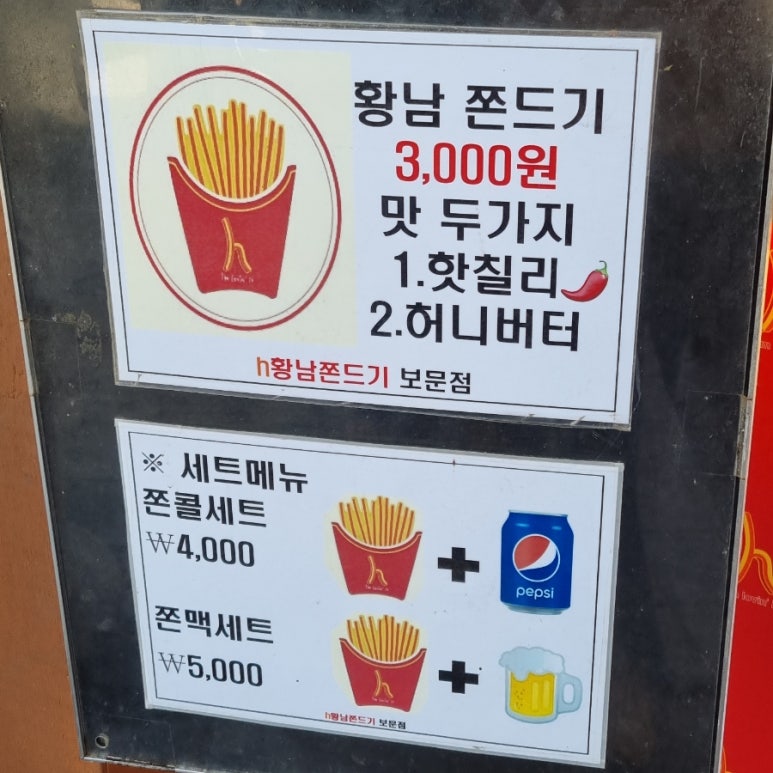 황남 쫀드기
3,000원
맛 두가지
1.핫칠리
2.허니버터
h
I'm lovin' it
h황남쫀드기 보문점
※ 세트메뉴
쫀콜세트
₩4,000
h
+
pepsi
쫀맥세트
₩5,000
h
+
h황남쫀드기 보문점
lovin'